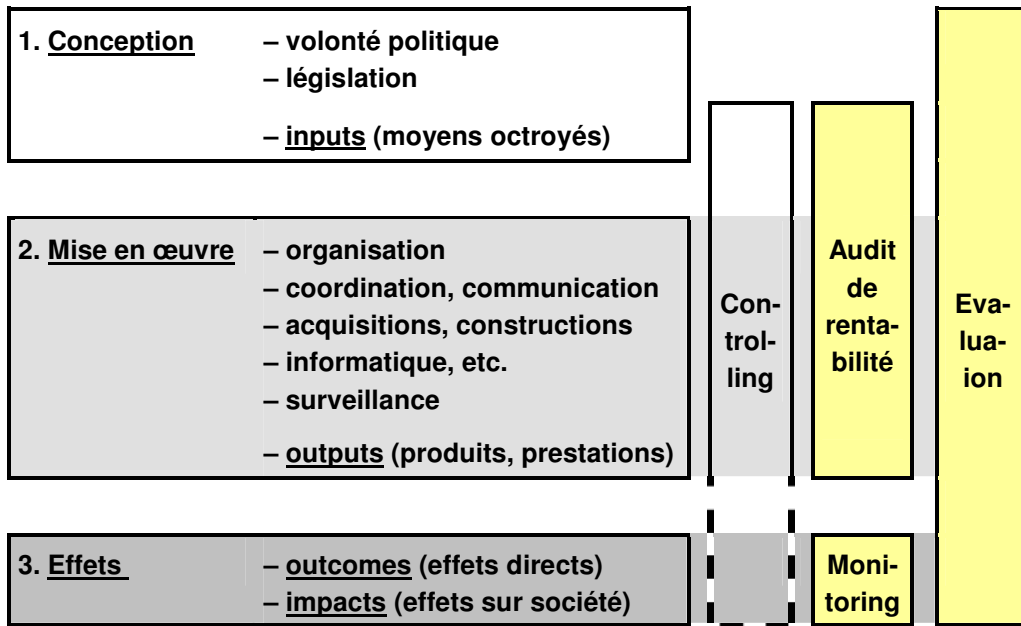 1. Conception – volonté politique
– législation
– inputs (moyens octroyés)
2. Mise en œuvre – organisation
– coordination, communication
– acquisitions, constructions
– informatique, etc.
– surveillance
– outputs (produits, prestations)
3. Effets – outcomes (effets directs)
– impacts (effets sur société)
Con-
trol-
ling
Audit
de
renta-
bilité
Moni-
toring
Eva-
lua-
ion